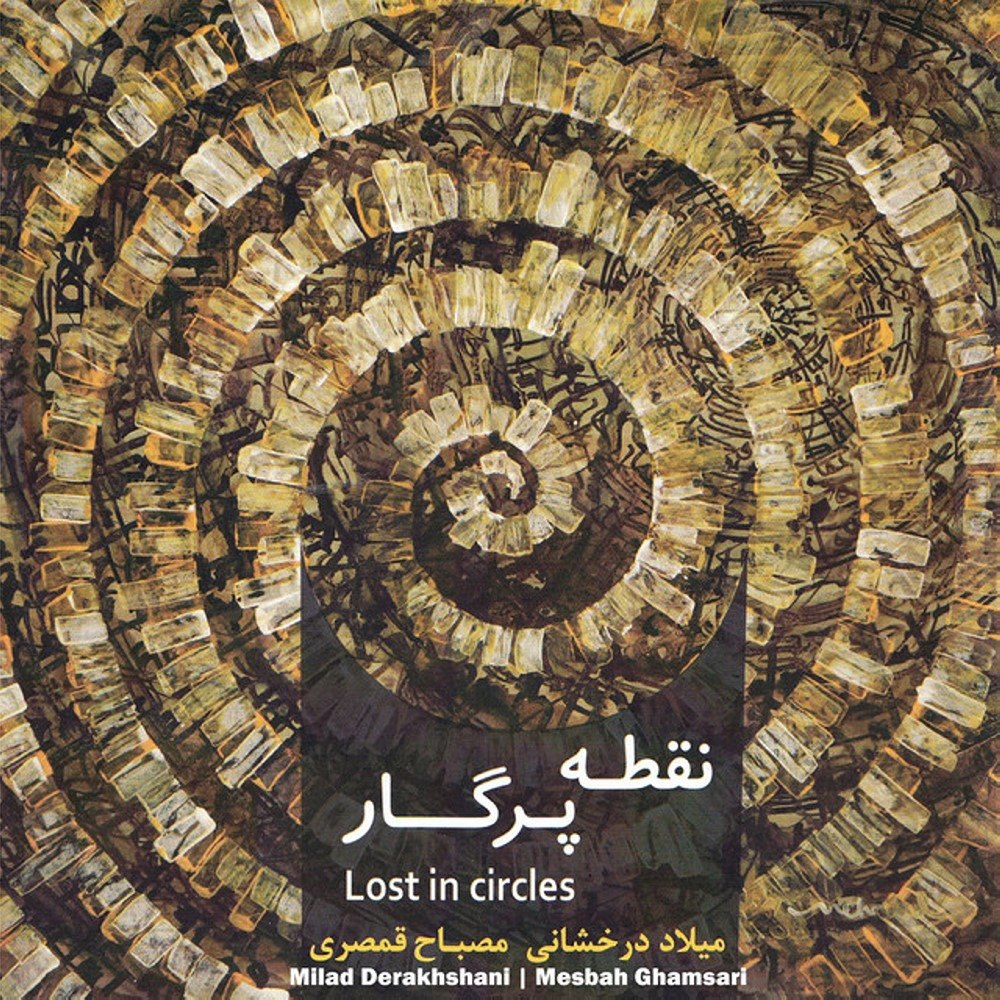 نقطه
پرگار
Lost in circles
میلاد درخشانی مصباح قمصری
Milad Derakhshani | Mesbah Ghamsari